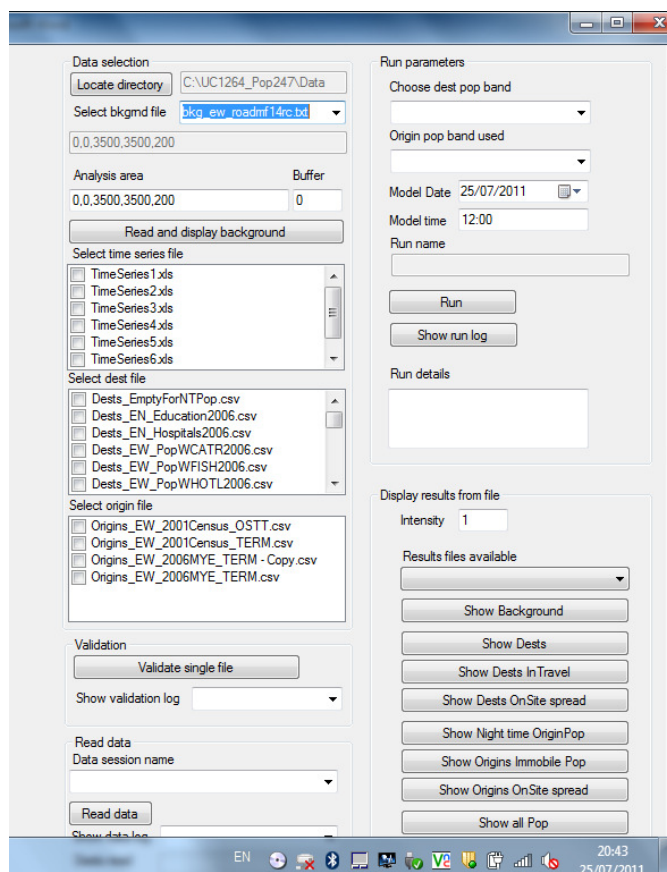 Data selection
Locate directory
C:\UC1264_Pop247\Data
Select bkgrnd file
bkg_ew_roadmf14rc.txt
0,0,3500,3500,200
Analysis area
Buffer
0,0,3500,3500,200
0
Read and display background
Select time series file
TimeSeries1.xls
TimeSeries2.xls
TimeSeries3.xls
TimeSeries4.xls
TimeSeries5.xls
TimeSeries6.xls
Select dest file
Dests_EmptyForNTPop.csv
Dests_EN_Education2006.csv
Dests_EN_Hospitals2006.csv
Dests_EW_PopWCATR2006.csv
Dests_EW_PopWFISH2006.csv
Dests_EW_PopWHOTL2006.csv
Select origin file
Origins_EW_2001Census_OSTT.csv
Origins_EW_2001Census_TERM.csv
Origins_EW_2006MYE_TERM - Copy.csv
Origins_EW_2006MYE_TERM.csv
Validation
Validate single file
Show validation log
Read data
Data session name
Read data
Show data log
Run parameters
Choose dest pop band
Origin pop band used
Model Date
25/07/2011
Model time
12:00
Run name
Run
Show run log
Run details
Display results from file
Intensity
1
Results files available
Show Background
Show Dests
Show Dests InTravel
Show Dests OnSite spread
Show Night time OriginPop
Show Origins Immobile Pop
Show Origins OnSite spread
Show all Pop
EN
20:43
25/07/2011